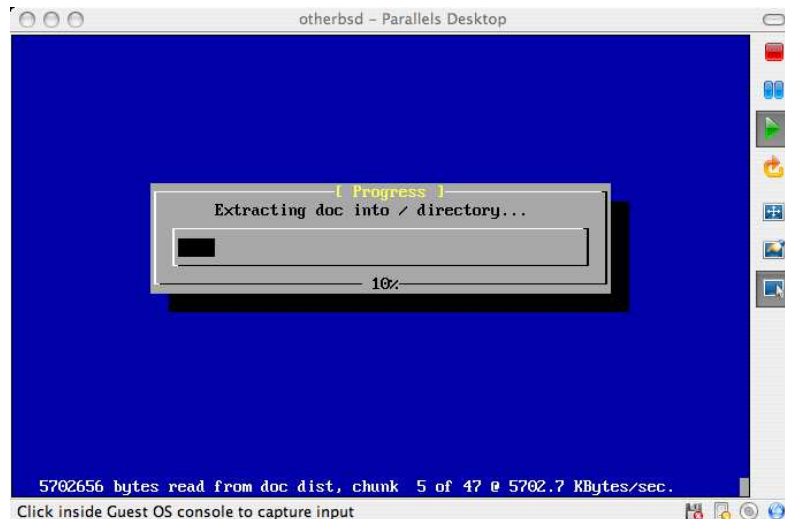 otherbsd – Parallels Desktop
[ Progress ]
Extracting doc into / directory...
10%
5702656 bytes read from doc dist, chunk  5 of 47 @ 5702.7 KBytes/sec.
Click inside Guest OS console to capture input